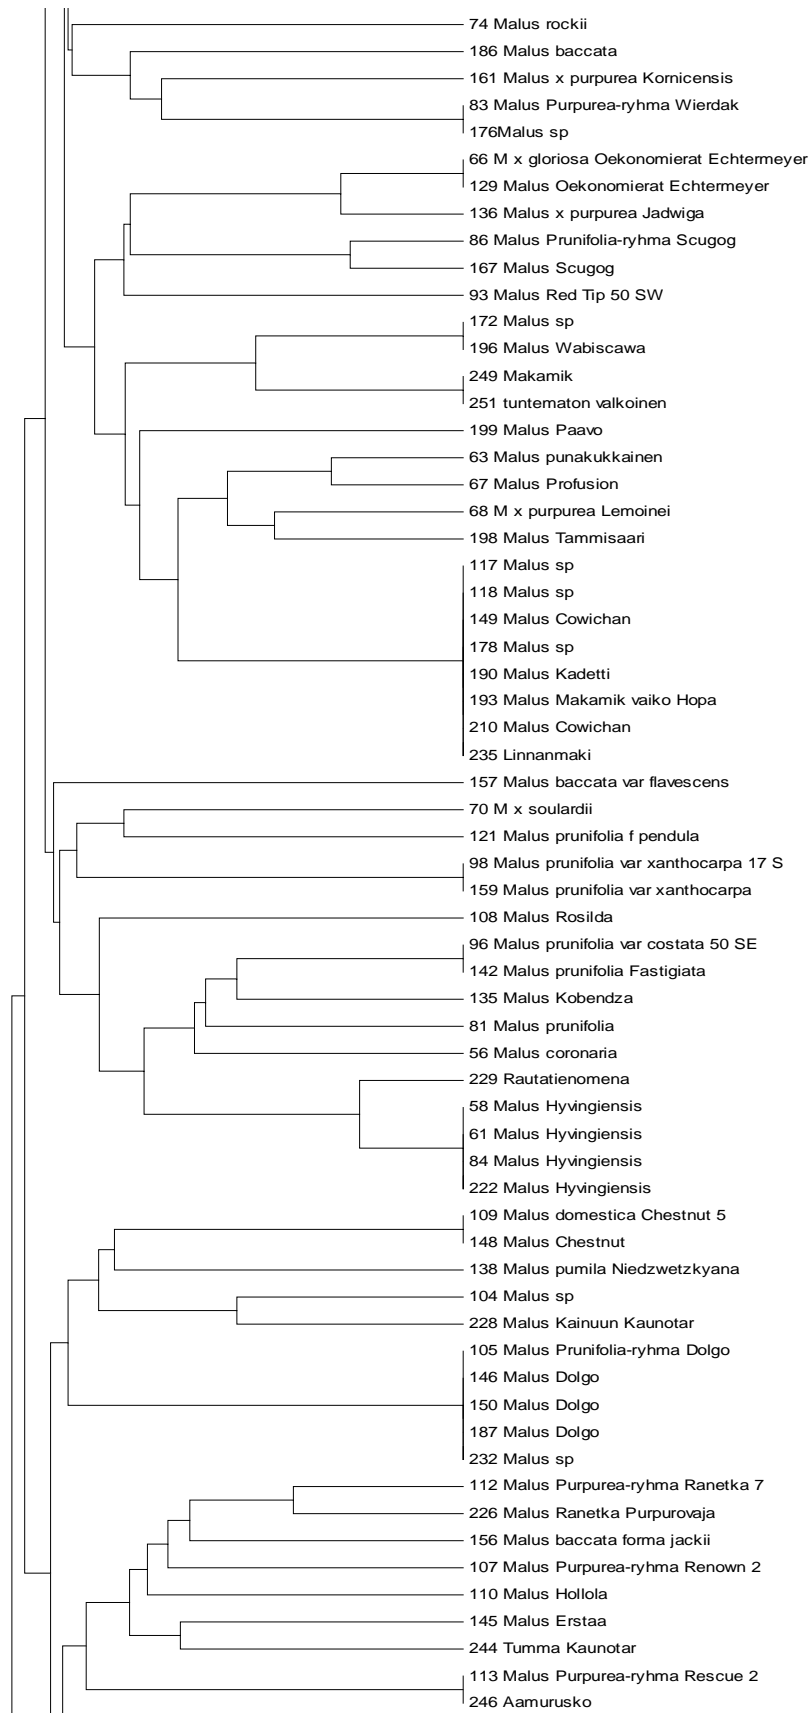 74 Malus rockii
186 Malus baccata
161 Malus x purpurea Kornicensis
83 Malus Purpurea-ryhma Wierdak
176Malus sp
66 M x gloriosa Oekonomierat Echtermeyer
129 Malus Oekonomierat Echtermeyer
136 Malus x purpurea Jadwiga
86 Malus Prunifolia-ryhma Scugog
167 Malus Scugog
93 Malus Red Tip 50 SW
172 Malus sp
196 Malus Wabiscawa
249 Makamik
251 tuntematon valkoinen
199 Malus Paavo
63 Malus punakukkainen
67 Malus Profusion
68 M x purpurea Lemoinei
198 Malus Tammisaari
117 Malus sp
118 Malus sp
149 Malus Cowichan
178 Malus sp
190 Malus Kadetti
193 Malus Makamik vaiko Hopa
210 Malus Cowichan
235 Linnanmaki
157 Malus baccata var flavescens
70 M x soulardii
121 Malus prunifolia f pendula
98 Malus prunifolia var xanthocarpa 17 S
159 Malus prunifolia var xanthocarpa
108 Malus Rosilda
96 Malus prunifolia var costata 50 SE
142 Malus prunifolia Fastigiata
135 Malus Kobendza
81 Malus prunifolia
56 Malus coronaria
229 Rautatienomena
58 Malus Hyvingiensis
61 Malus Hyvingiensis
84 Malus Hyvingiensis
222 Malus Hyvingiensis
109 Malus domestica Chestnut 5
148 Malus Chestnut
138 Malus pumila Niedzwetzkyana
104 Malus sp
228 Malus Kainuun Kaunotar
105 Malus Prunifolia-ryhma Dolgo
146 Malus Dolgo
150 Malus Dolgo
187 Malus Dolgo
232 Malus sp
112 Malus Purpurea-ryhma Ranetka 7
226 Malus Ranetka Purpurovaja
156 Malus baccata forma jackii
107 Malus Purpurea-ryhma Renown 2
110 Malus Hollola
145 Malus Erstaa
244 Tumma Kaunotar
113 Malus Purpurea-ryhma Rescue 2
246 Aamurusko